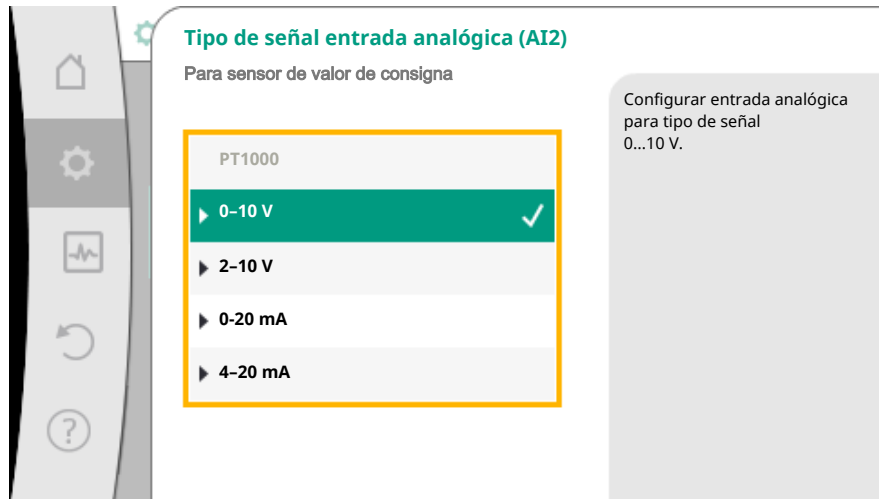 Tipo de señal entrada analógica (AI2)
Para sensor de valor de consigna
Configurar entrada analógica
para tipo de señal
0...10 V.
PT1000
0–10 V
2–10 V
0-20 mA
4–20 mA
?